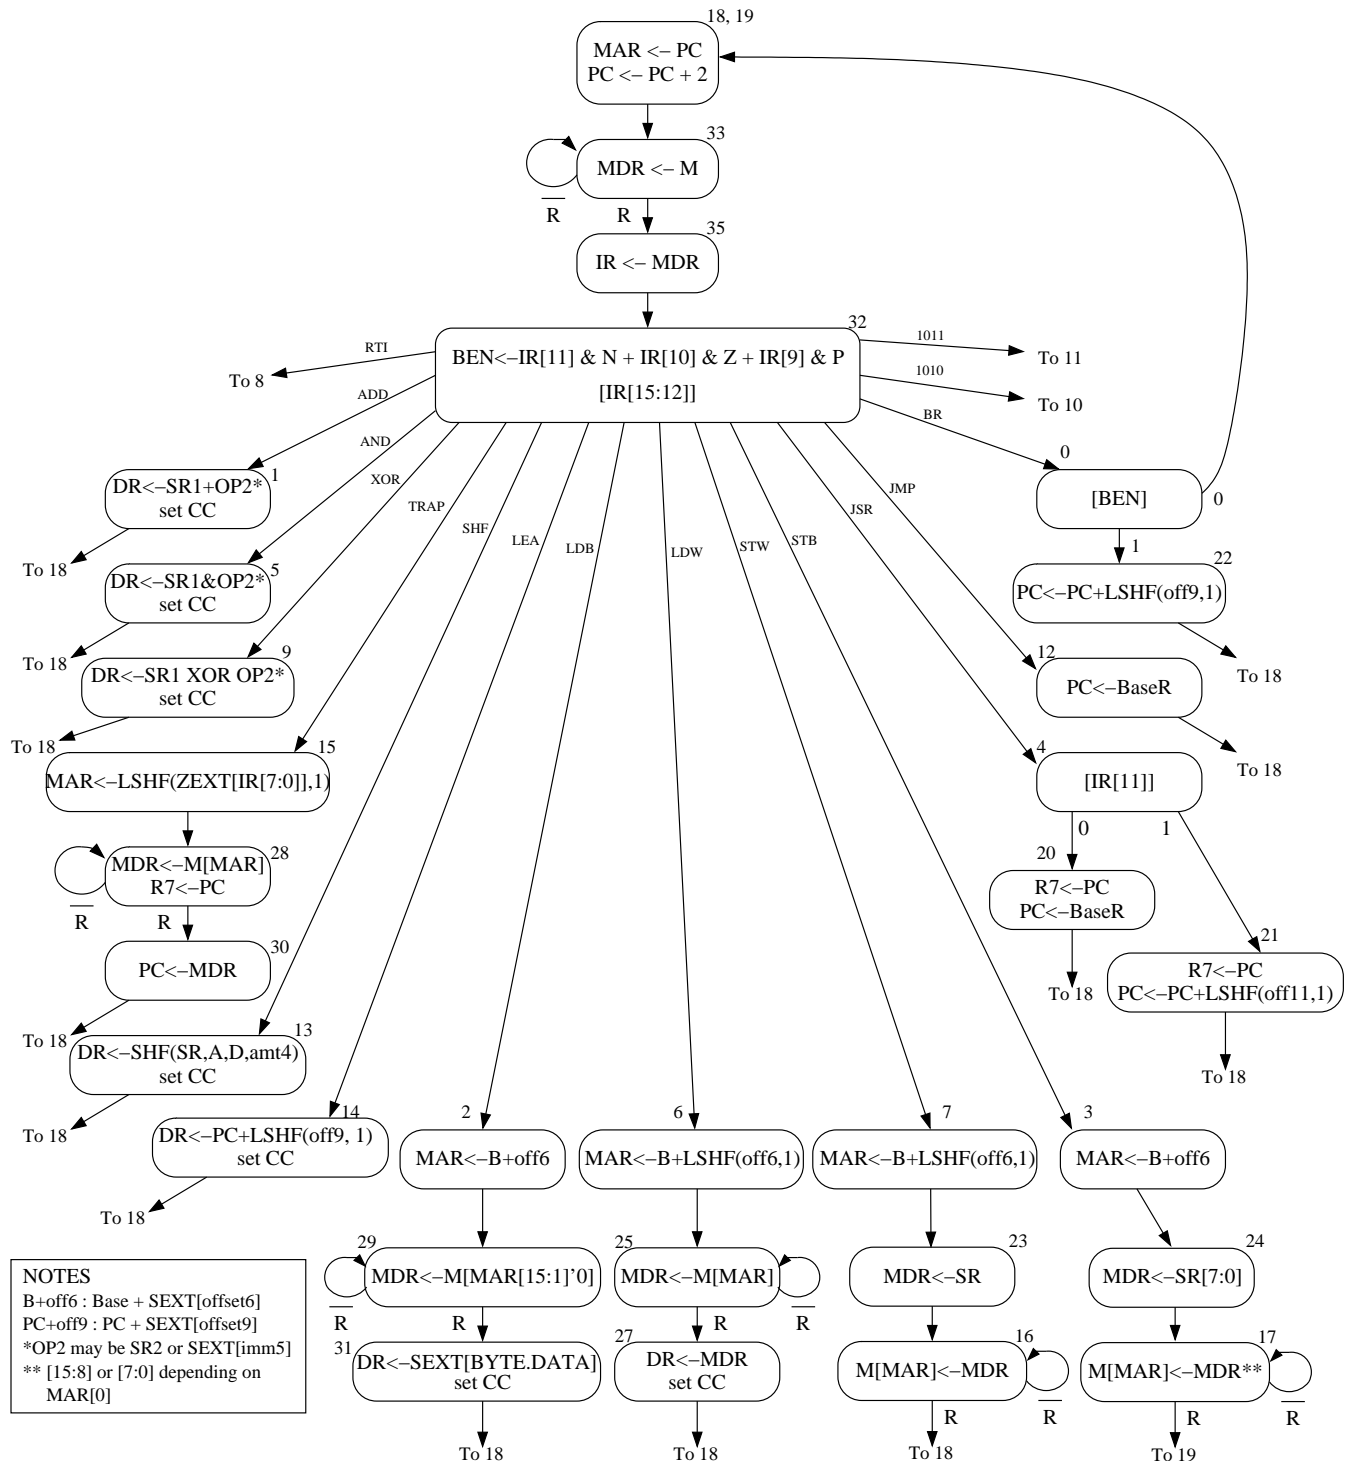 18, 19
MAR <– PC
PC <– PC + 2
33
MDR <– M
R
R
35
IR <– MDR
32
BEN<–IR[11] & N + IR[10] & Z + IR[9] & P
[IR[15:12]]
RTI
To 8
1011
To 11
1010
To 10
ADD
AND
XOR
TRAP
SHF
LEA
LDB
LDW
STW
STB
JSR
JMP
BR
1
DR<–SR1+OP2*
set CC
To 18
5
DR<–SR1&OP2*
set CC
To 18
9
DR<–SR1 XOR OP2*
set CC
To 18
15
MAR<–LSHF(ZEXT[IR[7:0]],1)
28
MDR<–M[MAR]
R7<–PC
R
R
30
PC<–MDR
To 18
13
DR<–SHF(SR,A,D,amt4)
set CC
To 18
14
DR<–PC+LSHF(off9, 1)
set CC
To 18
0
[BEN]
0
1
22
PC<–PC+LSHF(off9,1)
To 18
12
PC<–BaseR
To 18
4
[IR[11]]
0
1
20
R7<–PC
PC<–BaseR
To 18
21
R7<–PC
PC<–PC+LSHF(off11,1)
To 18
2
MAR<–B+off6
29
MDR<–M[MAR[15:1]’0]
R
R
31
DR<–SEXT[BYTE.DATA]
set CC
To 18
6
MAR<–B+LSHF(off6,1)
25
MDR<–M[MAR]
R
R
27
DR<–MDR
set CC
To 18
7
MAR<–B+LSHF(off6,1)
23
MDR<–SR
16
M[MAR]<–MDR
R
R
To 18
3
MAR<–B+off6
24
MDR<–SR[7:0]
17
M[MAR]<–MDR**
R
R
To 19
NOTES
B+off6 : Base + SEXT[offset6]
PC+off9 : PC + SEXT[offset9]
*OP2 may be SR2 or SEXT[imm5]
** [15:8] or [7:0] depending on
MAR[0]